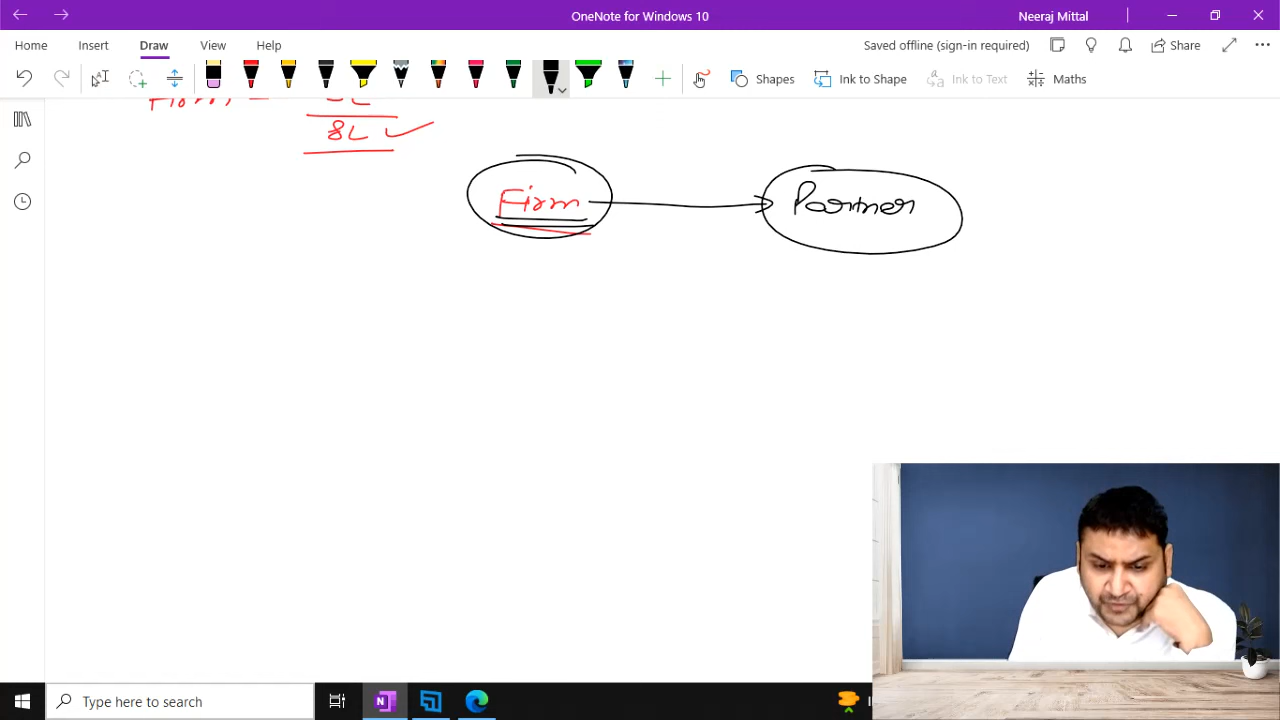 OneNote for Windows 10
Neeraj Mittal
Home Insert Draw View Help
Saved offline (sign-in required) Share
Ink to Shape Ink to Text Maths Shapes
8L
Firm
Partner
Type here to search